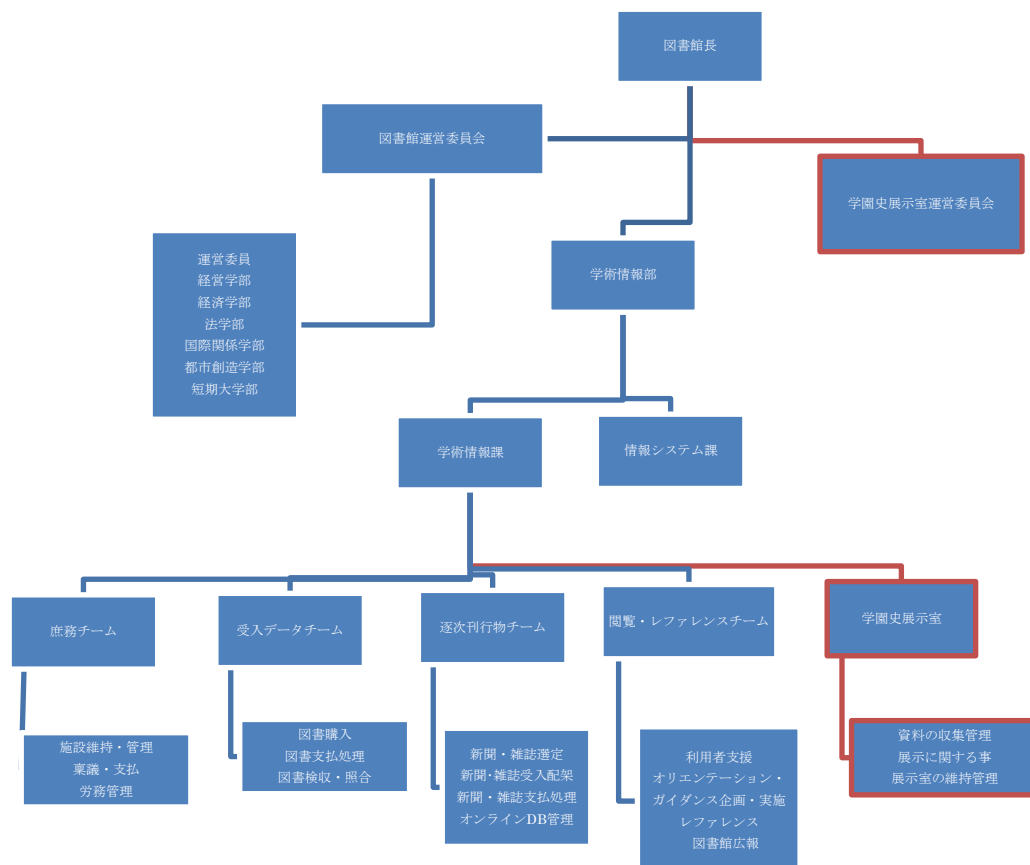 図書館長
図書館運営委員会
学園史展示室運営委員会
運営委員
経営学部
経済学部
法学部
国際関係学部
都市創造学部
短期大学部
学術情報部
学術情報課
情報システム課
庶務チーム
受入データチーム
逐次刊行物チーム
閲覧・レファレンスチーム
学園史展示室
施設維持・管理
稟議・支払
労務管理
図書購入
図書支払処理
図書検収・照合
新聞・雑誌選定
新聞・雑誌受入配架
新聞・雑誌支払処理
オンラインDB管理
利用者支援
オリエンテーション・
ガイダンス企画・実施
レファレンス
図書館広報
資料の収集管理
展示に関する事
展示室の維持管理